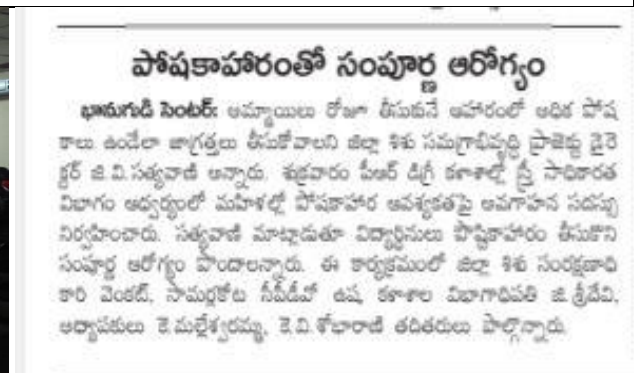 పోషకాహారంతో సంపూర్ణ ఆరోగ్యం
భానుగుడి సెంటర్: అమ్మాయిలు రోజూ తీసుకునే ఆహారంలో అధిక పోష
కాలు ఉండేలా జాగ్రత్తలు తీసుకోవాలని జిల్లా శిశు సమగ్రాభివృద్ధి ప్రాజెక్టు డైరె
క్టర్ జి.వి.సత్యవాణి అన్నారు. శుక్రవారం పీఆర్ డిగ్రీ కళాశాల్లో స్త్రీ సాధికారత
విభాగం ఆధ్వర్యంలో మహిళల్లో పోషకాహార ఆవశ్యకతపై అవగాహన సదస్సు
నిర్వహించారు. సత్యవాణి మాట్లాడుతూ విద్యార్థినులు పౌష్టికాహారం తీసుకొని
సంపూర్ణ ఆరోగ్యం పొందాలన్నారు. ఈ కార్యక్రమంలో జిల్లా శిశు సంరక్షణాధి
కారి వెంకట్, సామర్లకోట సీపీడీవో ఉష, కళాశాల విభాగాధిపతి జి.శ్రీదేవి,
అధ్యాపకులు కె.మల్లేశ్వరమ్మ, కె.వి.శోభారాణి తదితరులు పాల్గొన్నారు.